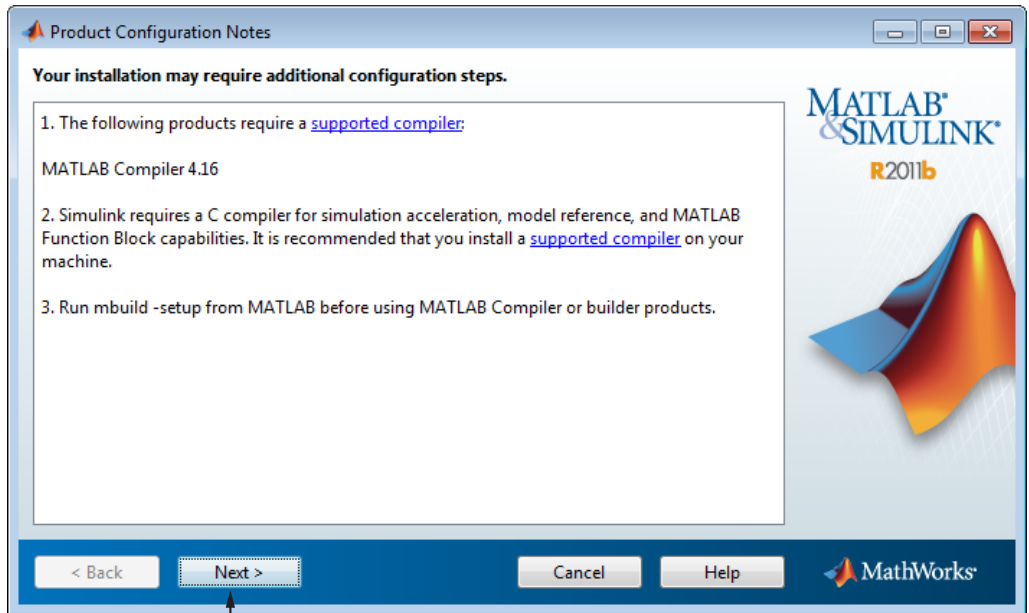 Product Configuration Notes
Your installation may require additional configuration steps.
1. The following products require a supported compiler:
MATLAB Compiler 4.16
2. Simulink requires a C compiler for simulation acceleration, model reference, and MATLAB
Function Block capabilities. It is recommended that you install a supported compiler on your
machine.
3. Run mbuild -setup from MATLAB before using MATLAB Compiler or builder products.
MATLAB®
&SIMULINK®
R2011b
< Back
Next >
Cancel
Help
MathWorks®